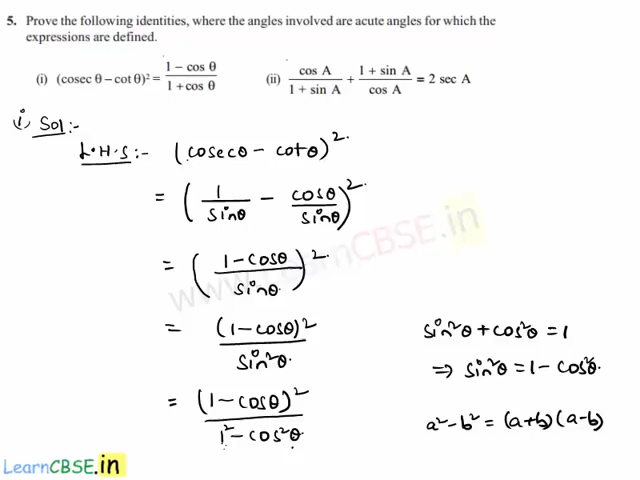 5. Prove the following identities, where the angles involved are acute angles for which the
expressions are defined.
(i) (cosec θ – cot θ)² = (1 – cos θ)/(1 + cos θ)    (ii) (cos A)/(1 + sin A) + (1 + sin A)/(cos A) = 2 sec A
i) Sol:-
L.H.S:- (cosecθ – cotθ)²
= (1/sinθ – cosθ/sinθ)²
= ((1 – cosθ)/sinθ)²
www.LearnCBSE.in
= (1 – cosθ)²/sin²θ    sin²θ + cos²θ = 1
⇒ sin²θ = 1 – cos²θ
= (1 – cosθ)²/(1² – cos²θ)    a² – b² = (a+b)(a–b)
LearnCBSE.in